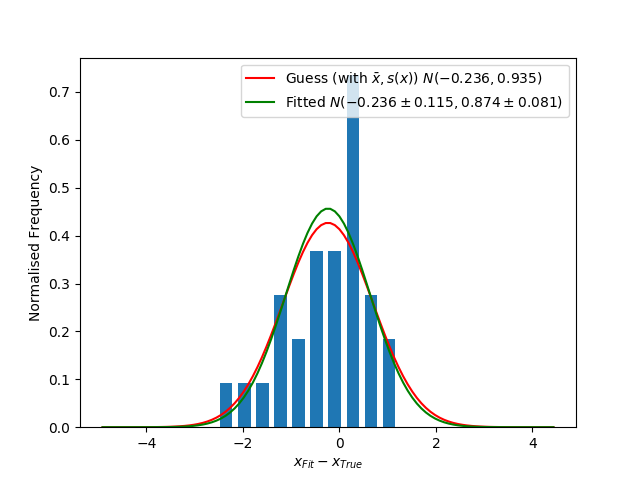 Guess (with x̄, s(x)) N(−0.236, 0.935)
Fitted N(−0.236 ± 0.115, 0.874 ± 0.081)
0.7
0.6
0.5
0.4
0.3
0.2
0.1
0.0
Normalised Frequency
−4 −2 0 2 4
x_Fit − x_True